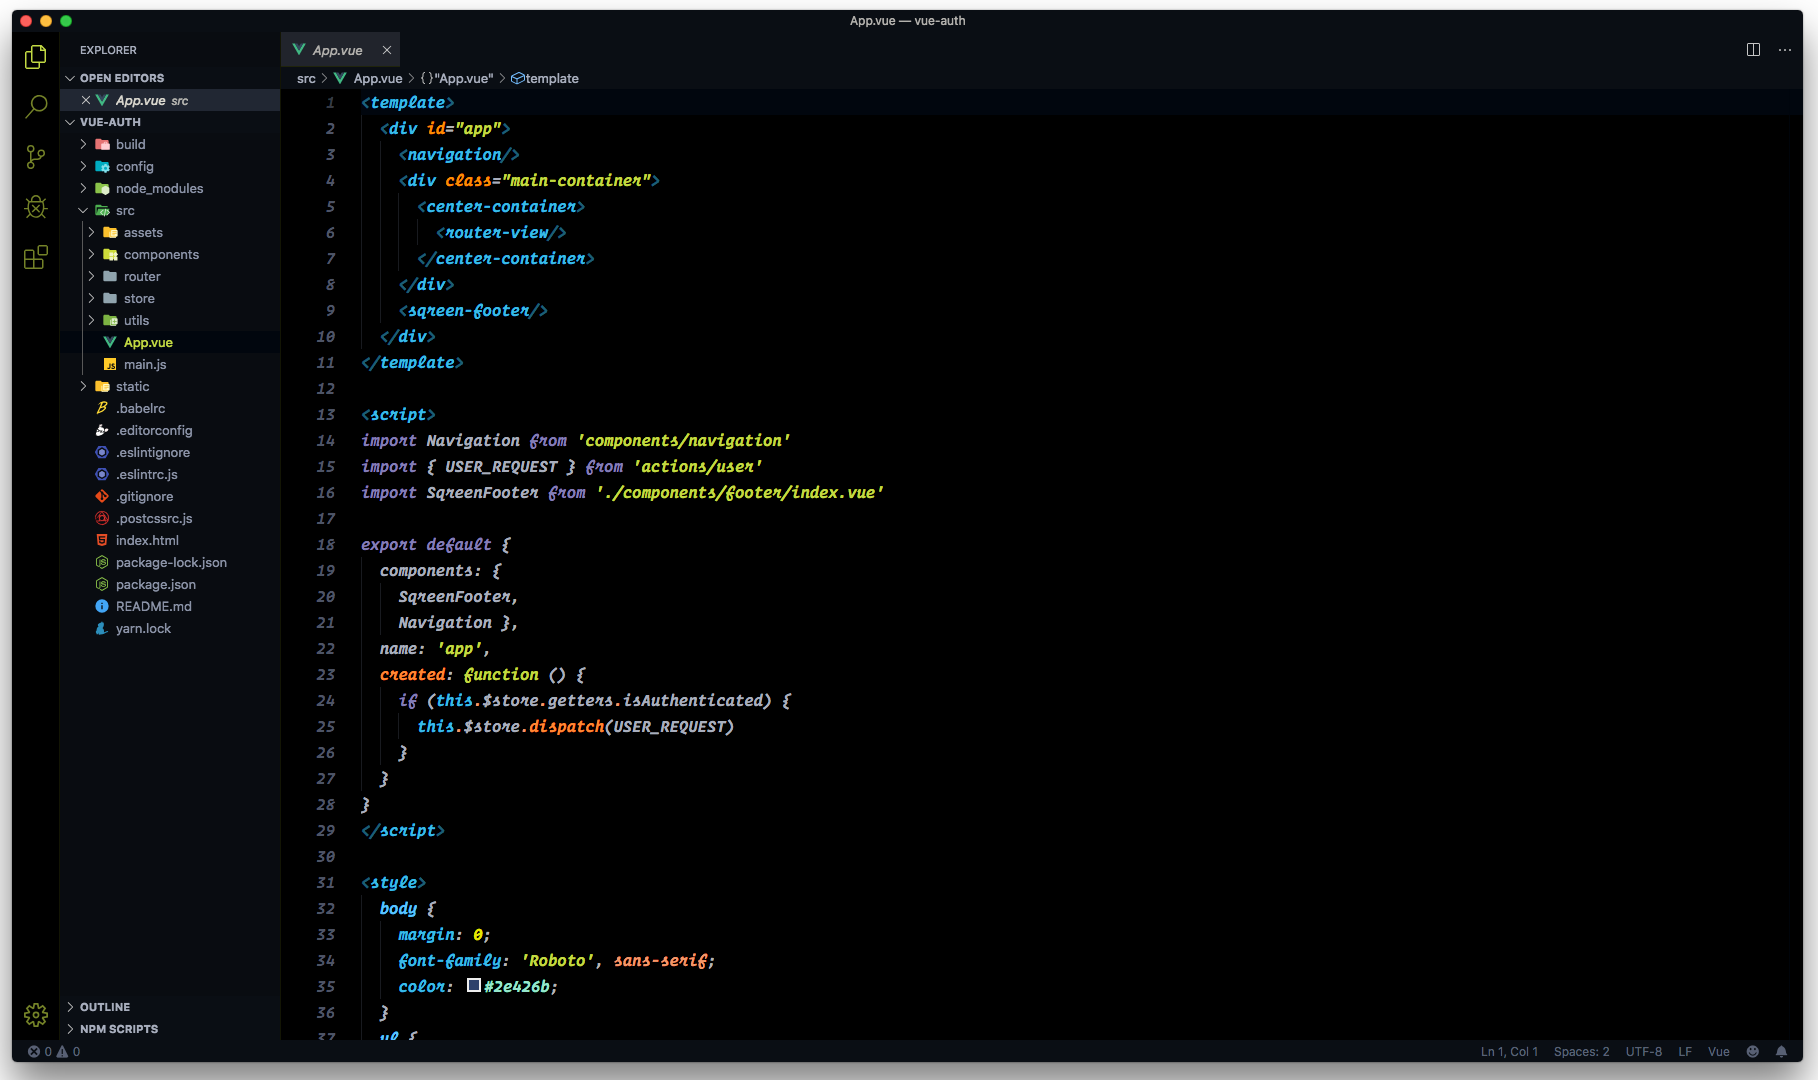 App.vue — vue-auth
EXPLORER
OPEN EDITORS
App.vue src
VUE-AUTH
build
config
node_modules
src
assets
components
router
store
utils
App.vue
main.js
static
.babelrc
.editorconfig
.eslintignore
.eslintrc.js
.gitignore
.postcssrc.js
index.html
package-lock.json
package.json
README.md
yarn.lock
OUTLINE
NPM SCRIPTS
App.vue
src > App.vue > {} "App.vue" > template
1 <template>
2 <div id="app">
3 <navigation/>
4 <div class="main-container">
5 <center-container>
6 <router-view/>
7 </center-container>
8 </div>
9 <sqreen-footer/>
10 </div>
11 </template>
12
13 <script>
14 import Navigation from 'components/navigation'
15 import { USER_REQUEST } from 'actions/user'
16 import SqreenFooter from './components/footer/index.vue'
17
18 export default {
19 components: {
20 SqreenFooter,
21 Navigation },
22 name: 'app',
23 created: function () {
24 if (this.$store.getters.isAuthenticated) {
25 this.$store.dispatch(USER_REQUEST)
26 }
27 }
28 }
29 </script>
30
31 <style>
32 body {
33 margin: 0;
34 font-family: 'Roboto', sans-serif;
35 color: #2e426b;
36 }
37 ul {
0 0
Ln 1, Col 1 Spaces: 2 UTF-8 LF Vue